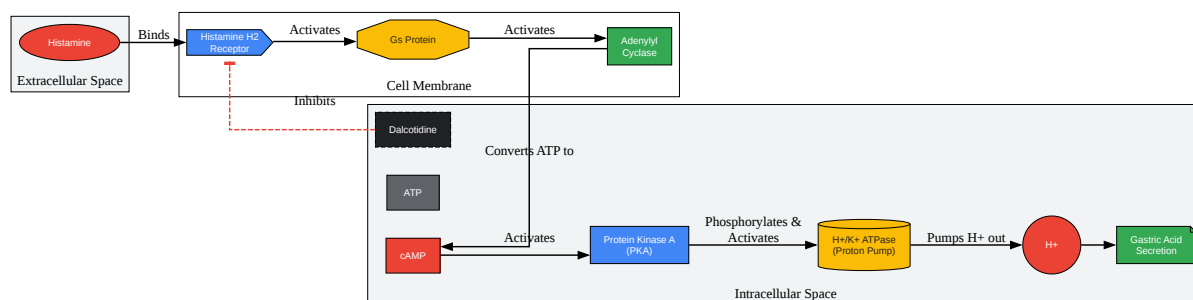 Histamine
Extracellular Space
Binds
Histamine H2
Receptor
Activates
Gs Protein
Activates
Adenylyl
Cyclase
Cell Membrane
Inhibits
Dalcotidine
Converts ATP to
ATP
cAMP
Activates
Protein Kinase A
(PKA)
Phosphorylates &
Activates
H+/K+ ATPase
(Proton Pump)
Pumps H+ out
H+
Gastric Acid
Secretion
Intracellular Space